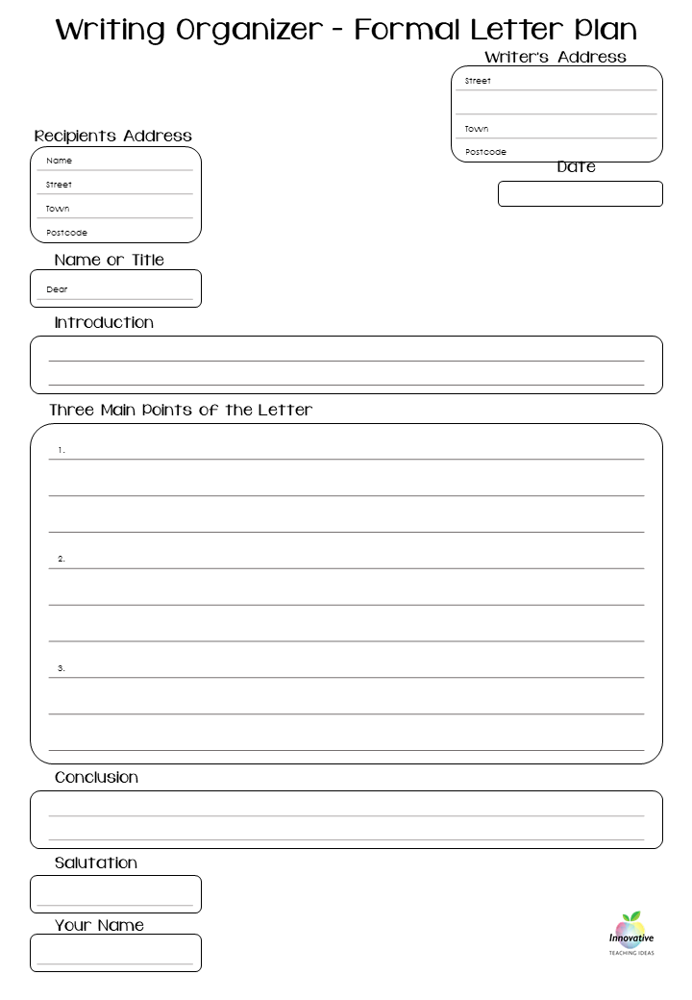 Writing Organizer - Formal Letter Plan
Writer's Address
Street
Town
Postcode
Date
Recipients Address
Name
Street
Town
Postcode
Name or Title
Dear
Introduction
Three Main Points of the Letter
1.
2.
3.
Conclusion
Salutation
Your Name
Innovative
TEACHING IDEAS